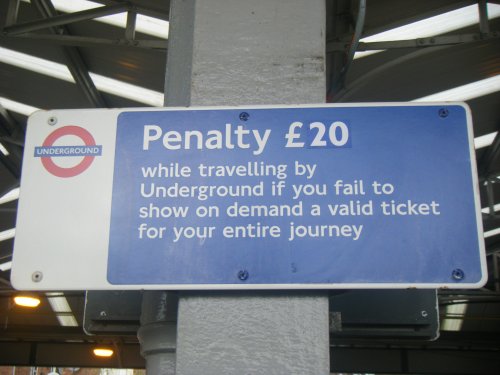 UNDERGROUND
Penalty £20
while travelling by
Underground if you fail to
show on demand a valid ticket
for your entire journey